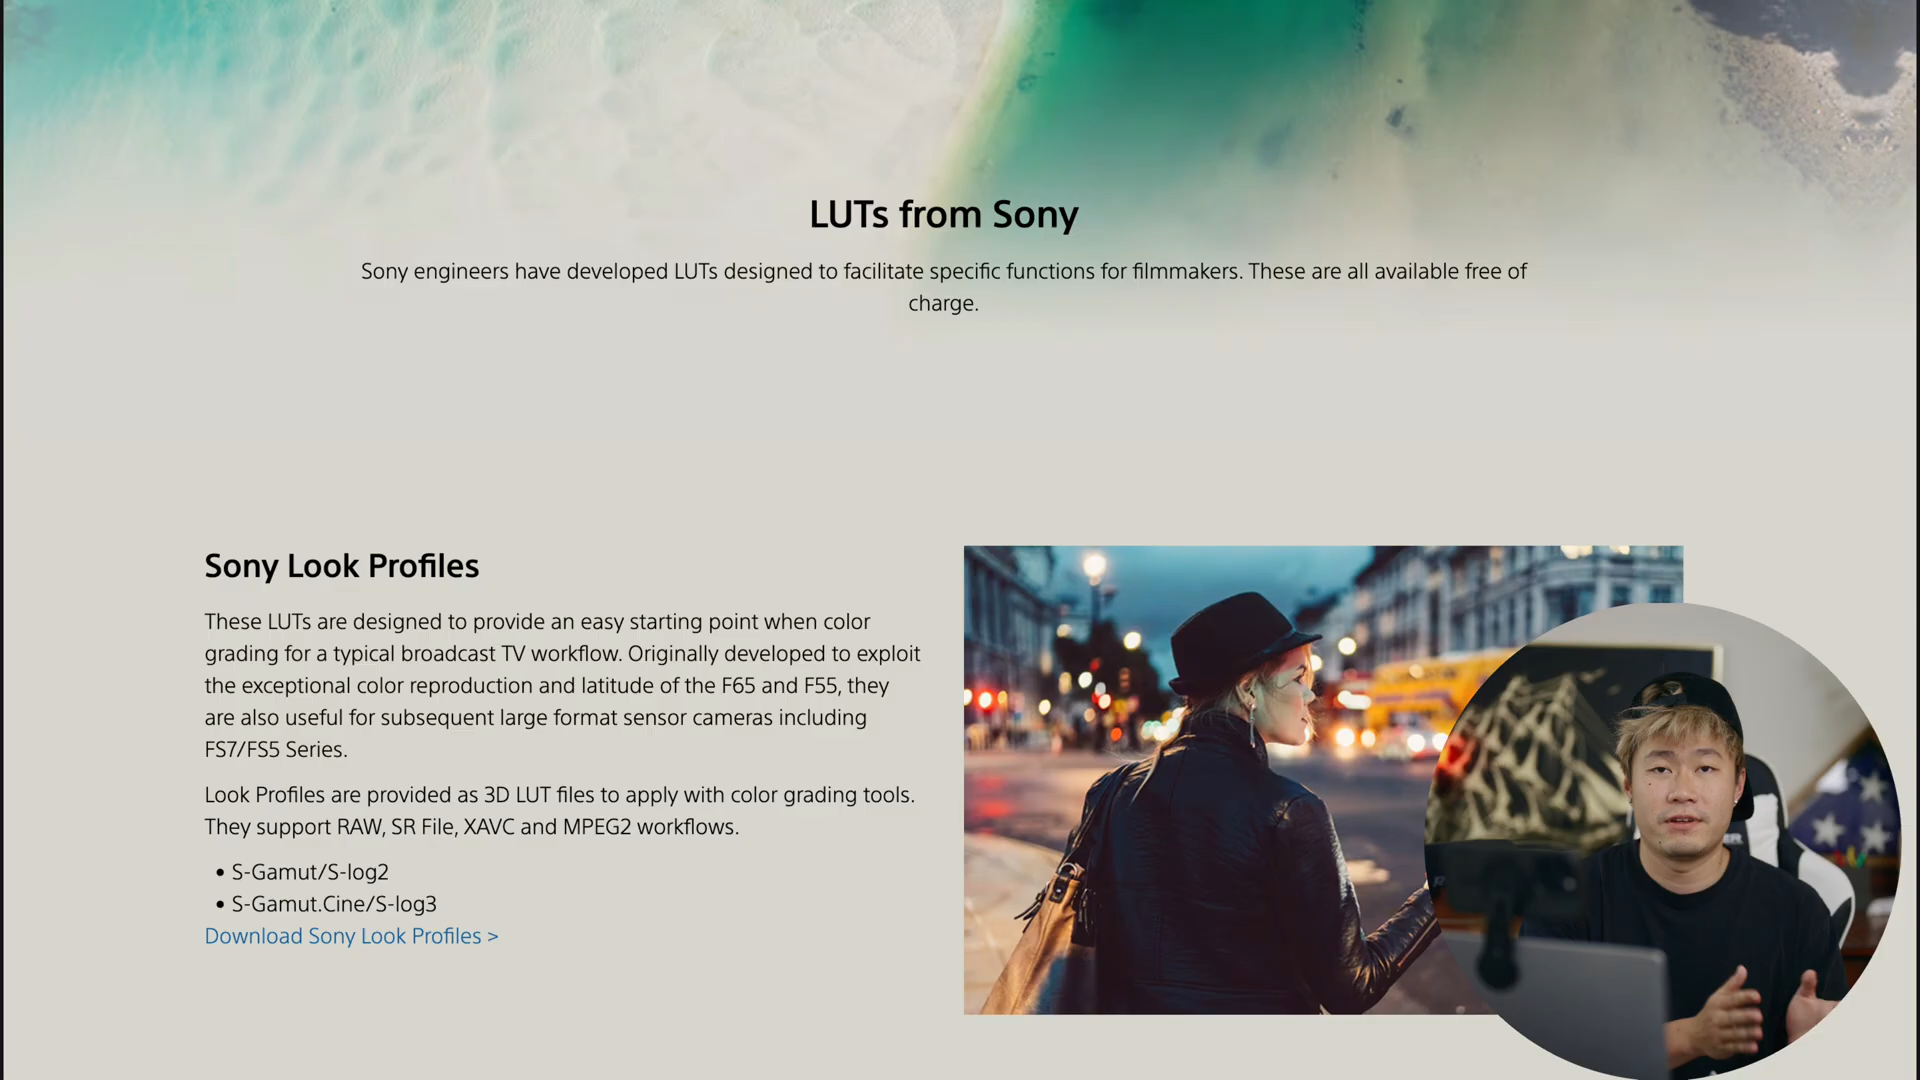 LUTs from Sony
Sony engineers have developed LUTs designed to facilitate specific functions for filmmakers. These are all available free of
charge.
Sony Look Profiles
These LUTs are designed to provide an easy starting point when color
grading for a typical broadcast TV workflow. Originally developed to exploit
the exceptional color reproduction and latitude of the F65 and F55, they
are also useful for subsequent large format sensor cameras including
FS7/FS5 Series.
Look Profiles are provided as 3D LUT files to apply with color grading tools.
They support RAW, SR File, XAVC and MPEG2 workflows.
• S-Gamut/S-log2
• S-Gamut.Cine/S-log3
Download Sony Look Profiles >